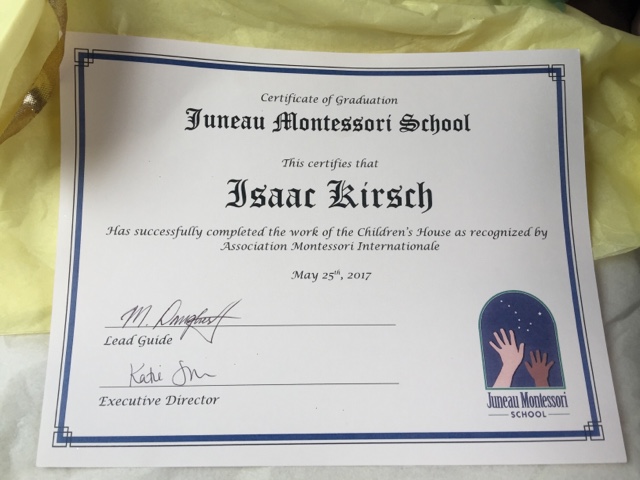 Certificate of Graduation
Juneau Montessori School
This certifies that
Isaac Kirsch
Has successfully completed the work of the Children's House as recognized by
Association Montessori Internationale
May 25th, 2017
M.
Lead Guide
Katie
Executive Director
Juneau Montessori
SCHOOL